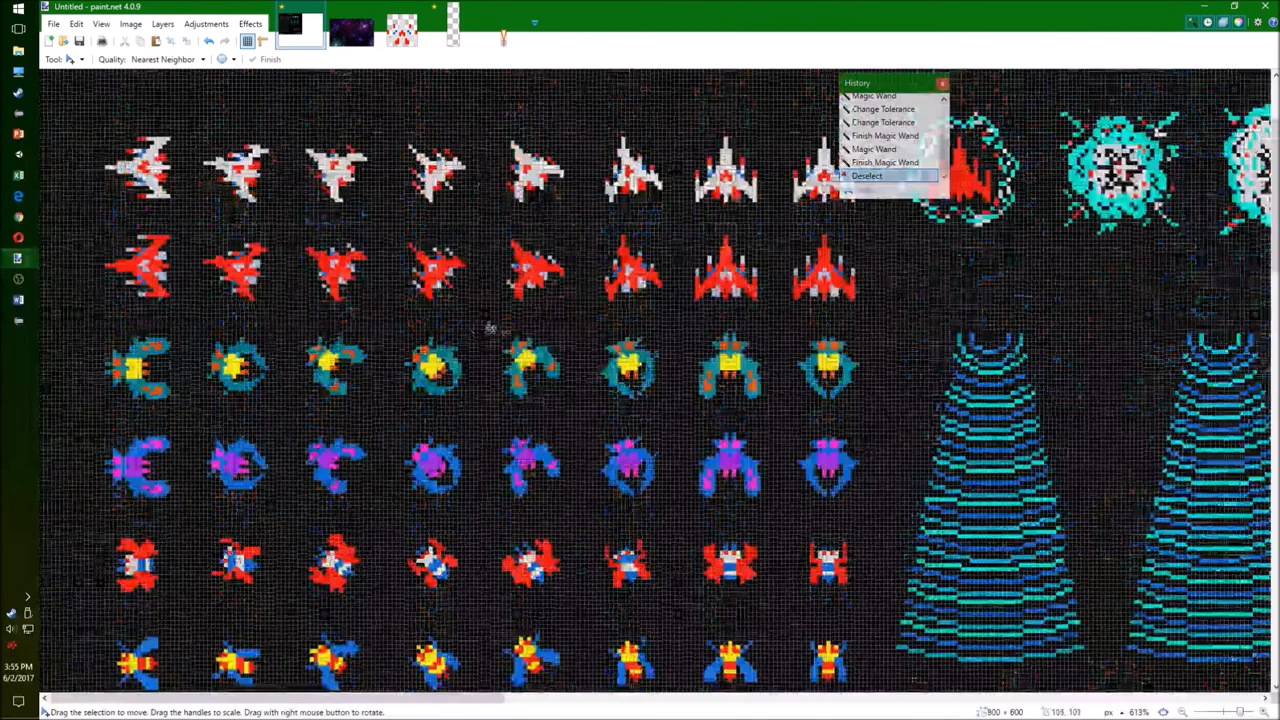 Untitled - paint.net 4.0.9
File Edit View Image Layers Adjustments Effects
Tool: Quality: Nearest Neighbor Finish
History
Magic Wand
Change Tolerance
Change Tolerance
Finish Magic Wand
Magic Wand
Finish Magic Wand
Deselect
3:55 PM
6/2/2017
Drag the selection to move. Drag the handles to scale. Drag with right mouse button to rotate. 800 × 600 px 613%